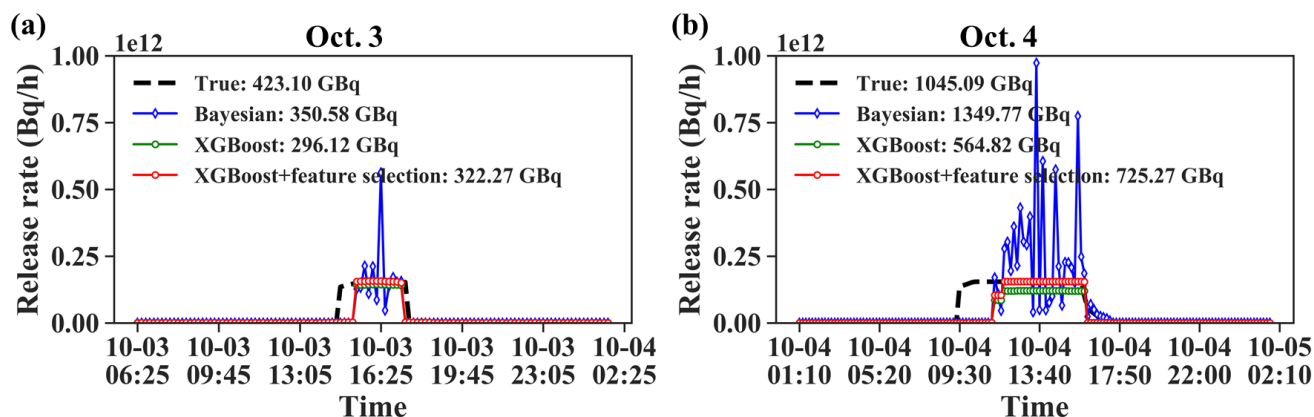 (a)
Oct. 3
1e12
Release rate (Bq/h)
1.00
0.75
0.50
0.25
0.00
True: 423.10 GBq
Bayesian: 350.58 GBq
XGBoost: 296.12 GBq
XGBoost+feature selection: 322.27 GBq
10-03 10-03 10-03 10-03 10-03 10-03 10-04
06:25 09:45 13:05 16:25 19:45 23:05 02:25
Time
(b)
Oct. 4
1e12
Release rate (Bq/h)
1.00
0.75
0.50
0.25
0.00
True: 1045.09 GBq
Bayesian: 1349.77 GBq
XGBoost: 564.82 GBq
XGBoost+feature selection: 725.27 GBq
10-04 10-04 10-04 10-04 10-04 10-04 10-05
01:10 05:20 09:30 13:40 17:50 22:00 02:10
Time